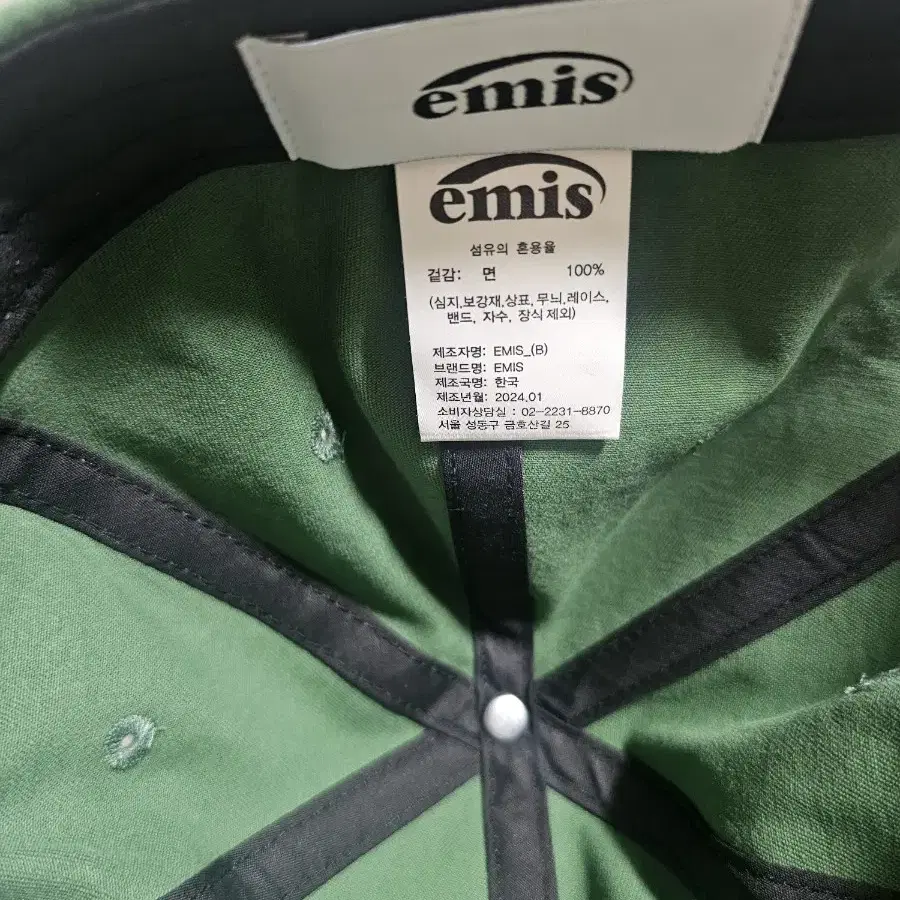 emis
emis
섬유의 혼용율
겉감: 면 100%
(심지,보강재,상표,무늬,레이스,
밴드, 자수, 장식 제외)
제조자명: EMIS_(B)
브랜드명: EMIS
제조국명: 한국
제조년월: 2024.01
소비자상담실 : 02-2231-8870
서울 성동구 금호산길 25